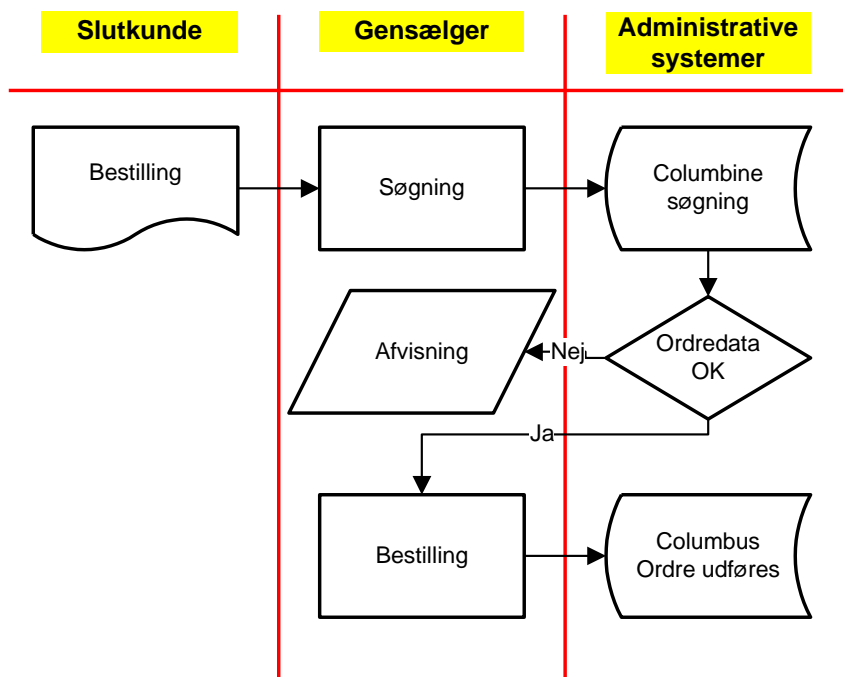 Slutkunde
Gensælger
Administrative
systemer
Bestilling
Søgning
Columbine
søgning
Afvisning
Nej
Ordredata
OK
Ja
Bestilling
Columbus
Ordre udføres